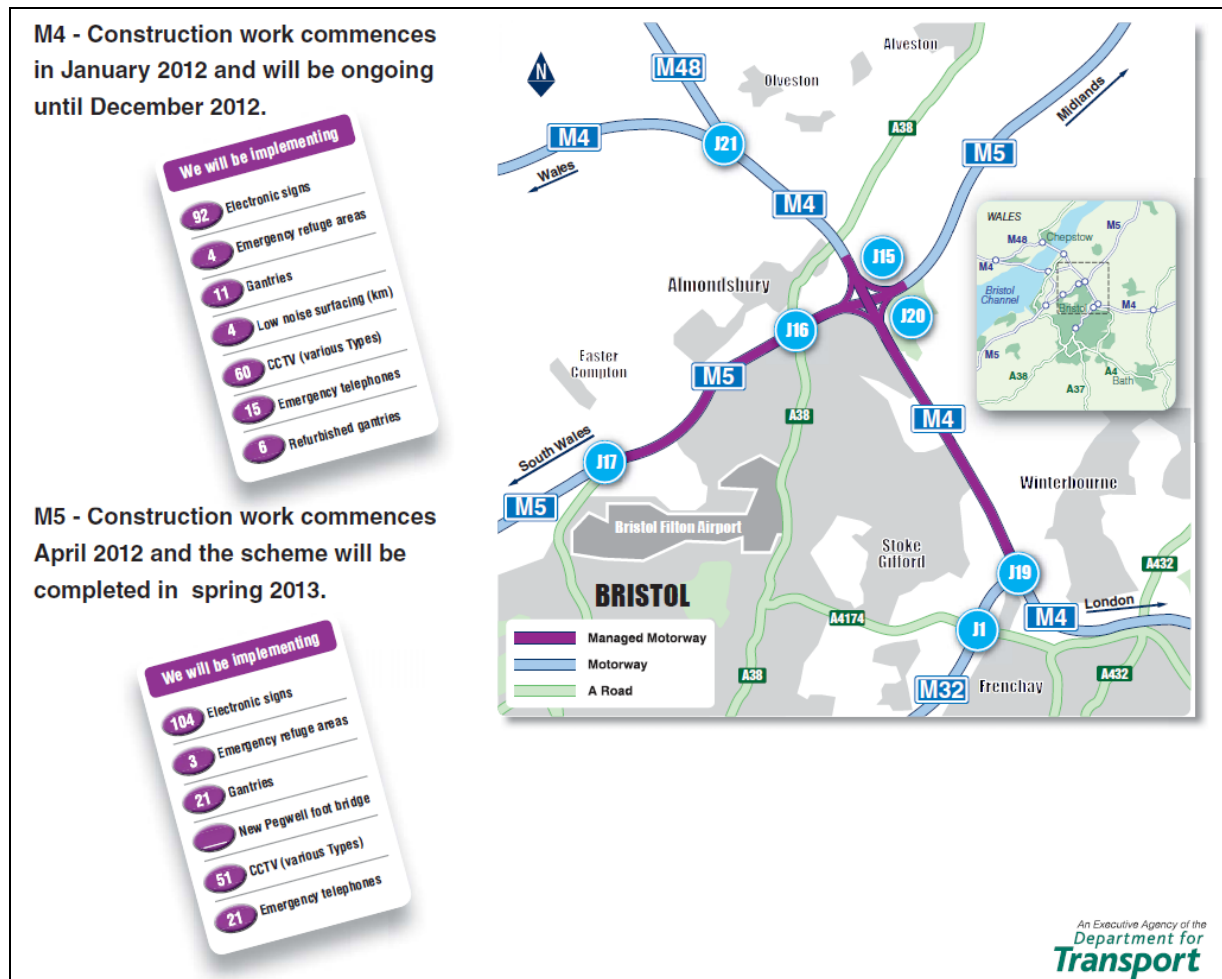 M4 - Construction work commences
in January 2012 and will be ongoing
until December 2012.
We will be implementing
92 Electronic signs
4 Emergency refuge areas
11 Gantries
4 Low noise surfacing (km)
60 CCTV (various Types)
15 Emergency telephones
6 Refurbished gantries
M5 - Construction work commences
April 2012 and the scheme will be
completed in spring 2013.
We will be implementing
104 Electronic signs
3 Emergency refuge areas
21 Gantries
New Pegwell foot bridge
51 CCTV (various Types)
21 Emergency telephones
N
Alveston
M48
Olveston
Midlands
A38
M4
J21
M5
Wales
M4
WALES
M5
M48
Chepstow
M4
Bristol
Channel
M4
Bristol
M5
A4
A38
Bath
A37
J15
Almondsbury
J20
J16
Easter
Compton
M5
M4
A38
South Wales
J17
Winterbourne
M5
Bristol Filton Airport
Stoke
Gifford
J19
A432
BRISTOL
London
A4174
J1
M4
Managed Motorway
Motorway
A Road
A38
A432
M32
Frenchay
An Executive Agency of the
Department for
Transport